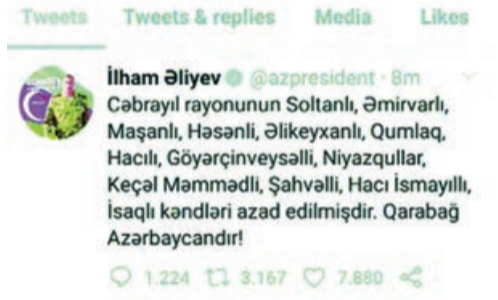 Tweets Tweets & replies Media Likes
İlham Əliyev @azpresident · 8m
Cəbrayıl rayonunun Soltanlı, Əmirvarlı,
Maşanlı, Həsənli, Əlikeyxanlı, Qumlaq,
Hacılı, Göyərçinveysəlli, Niyazqullar,
Keçəl Məmmədli, Şahvəlli, Hacı İsmayıllı,
İsaqlı kəndləri azad edilmişdir. Qarabağ
Azərbaycandır!
1.224 3.167 7.880